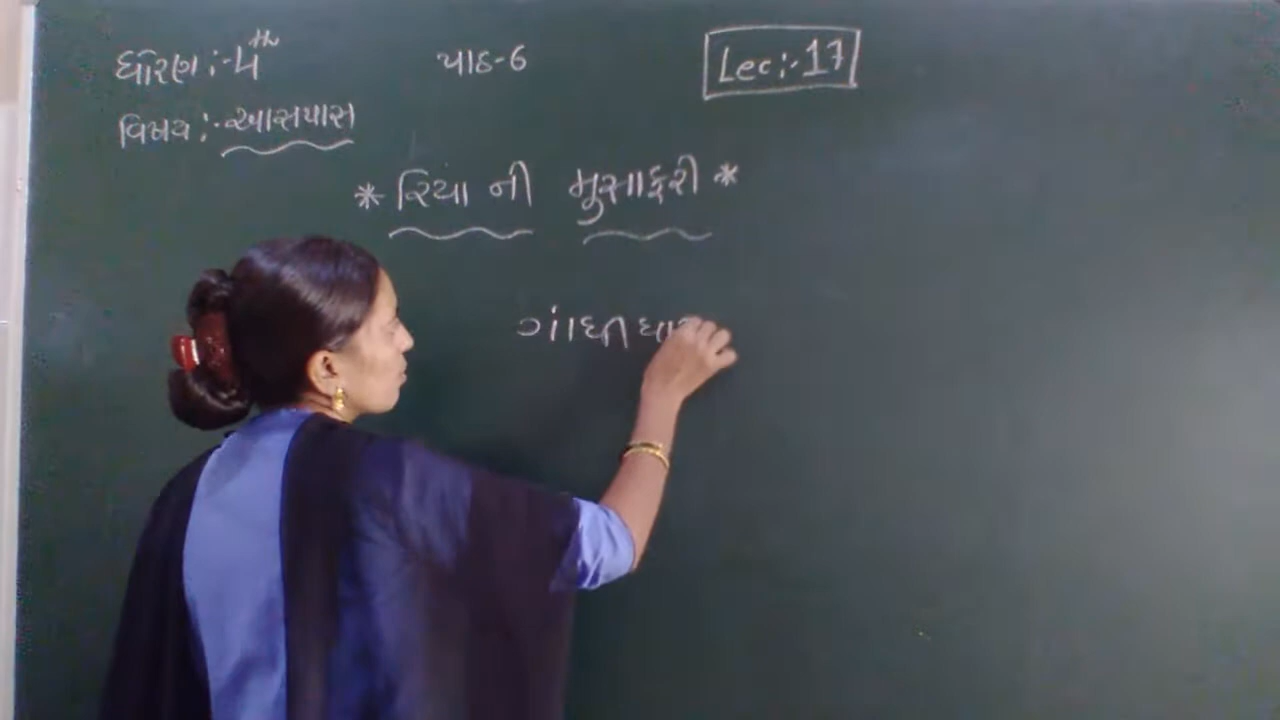 ધોરણ :- 4th
પાઠ-6
Lec:-17
વિષય :- આસપાસ
* રિયા ની મુસાફરી *